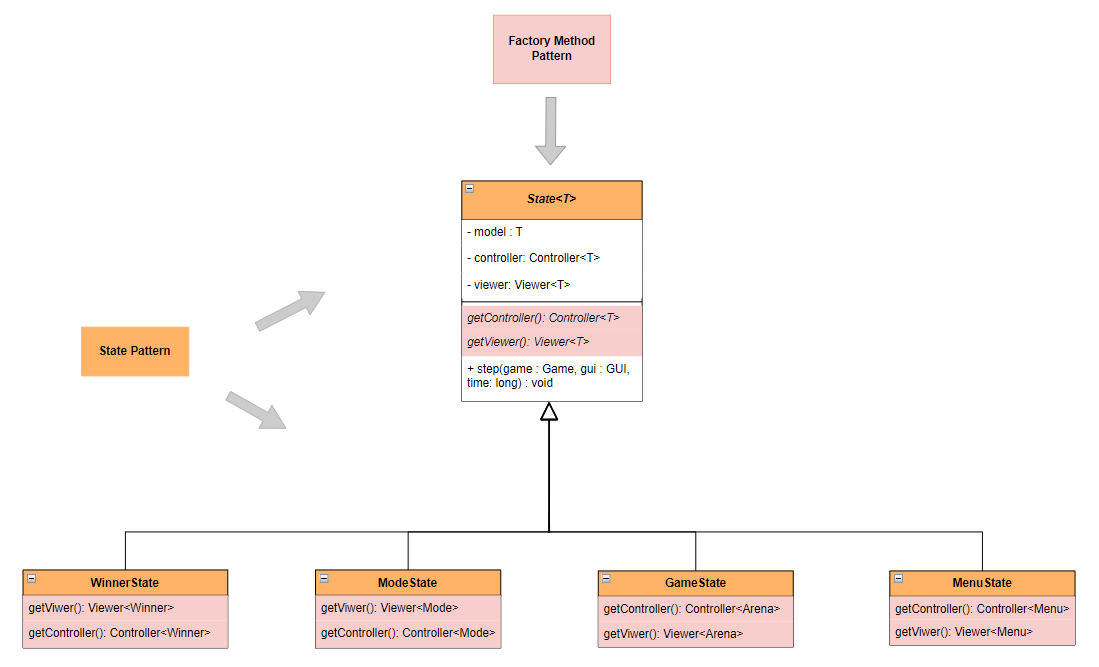 Factory Method
Pattern
State<T>
- model : T
- controller: Controller<T>
- viewer: Viewer<T>
getController(): Controller<T>
getViewer(): Viewer<T>
+ step(game : Game, gui : GUI,
time: long) : void
State Pattern
WinnerState
getViwer(): Viewer<Winner>
getController(): Controller<Winner>
ModeState
getViwer(): Viewer<Mode>
getController(): Controller<Mode>
GameState
getController(): Controller<Arena>
getViwer(): Viewer<Arena>
MenuState
getController(): Controller<Menu>
getViwer(): Viewer<Menu>